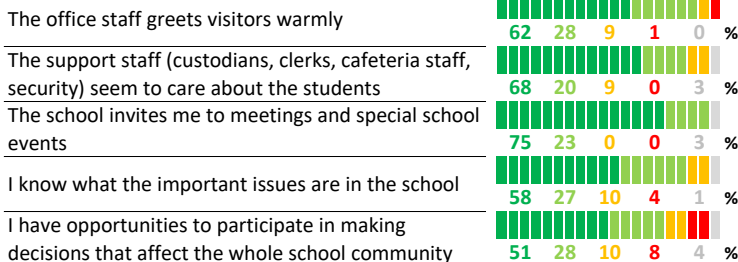 The office staff greets visitors warmly
62 28 9 1 0 %
The support staff (custodians, clerks, cafeteria staff,
security) seem to care about the students
68 20 9 0 3 %
The school invites me to meetings and special school
events
75 23 0 0 3 %
I know what the important issues are in the school
58 27 10 4 1 %
I have opportunities to participate in making
decisions that affect the whole school community
51 28 10 8 4 %